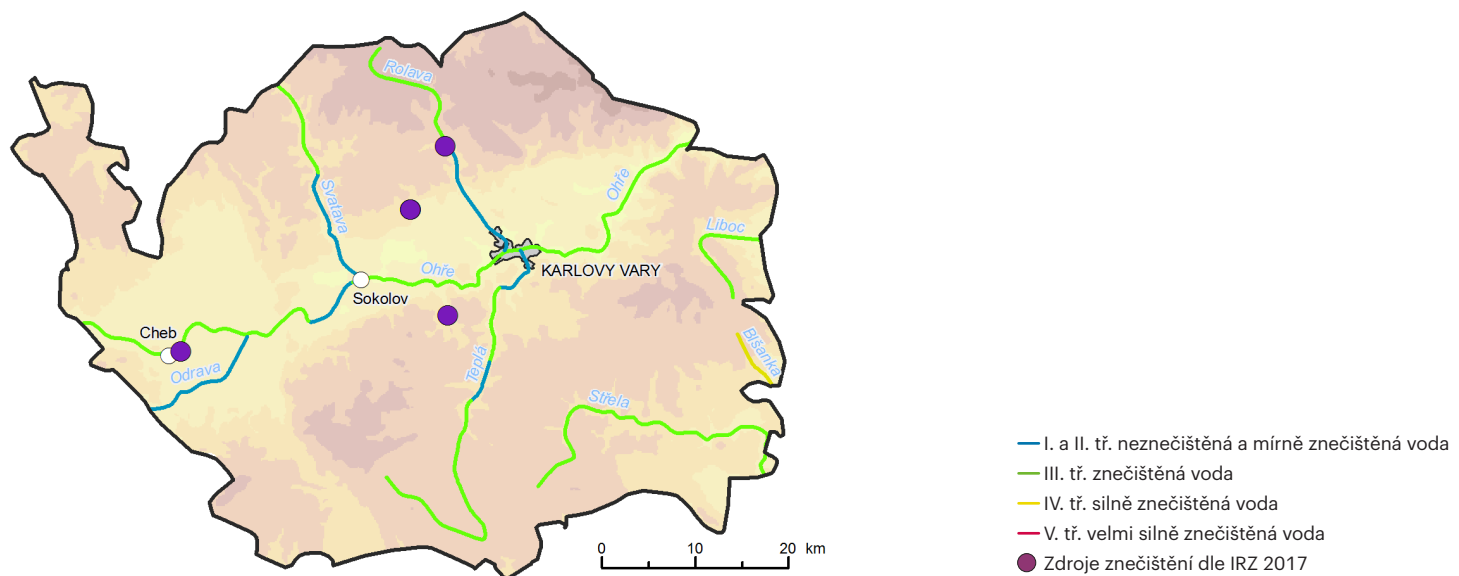 Rolava
Svatava
Ohře
Liboc
KARLOVY VARY
Ohře
Sokolov
Cheb
Odrava
Teplá
Blšanka
Střela
0 10 20 km
I. a II. tř. neznečištěná a mírně znečištěná voda
III. tř. znečištěná voda
IV. tř. silně znečištěná voda
V. tř. velmi silně znečištěná voda
Zdroje znečištění dle IRZ 2017